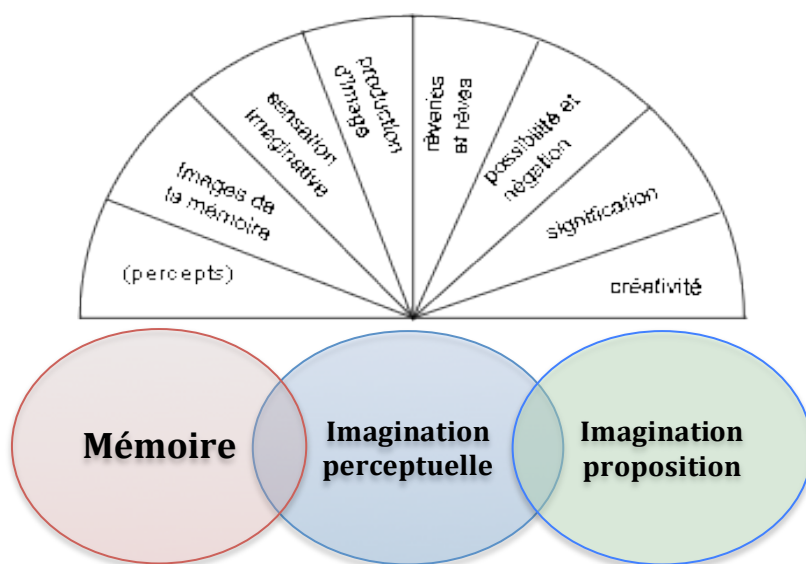 (percepts)
Images de
la mémoire
sensation
imaginative
production
d'image
rêveries
et rêves
possibilité et
négation
signification
créativité
Mémoire
Imagination
perceptuelle
Imagination
proposition